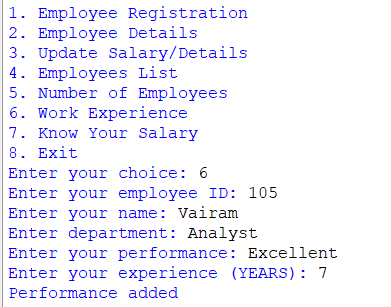 1. Employee Registration
2. Employee Details
3. Update Salary/Details
4. Employees List
5. Number of Employees
6. Work Experience
7. Know Your Salary
8. Exit
Enter your choice: 6
Enter your employee ID: 105
Enter your name: Vairam
Enter department: Analyst
Enter your performance: Excellent
Enter your experience (YEARS): 7
Performance added